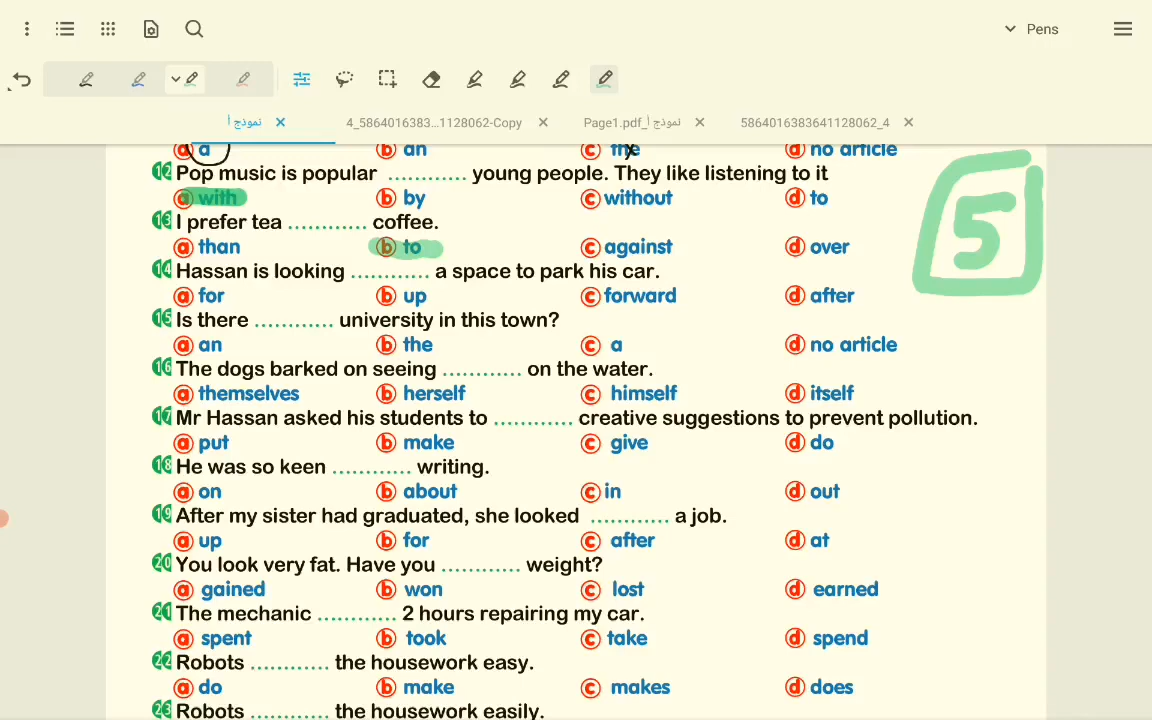 Pens
نموذج أ
4_5864016383...1128062-Copy
Page1.pdf_نموذج أ
5864016383641128062_4
a a b an c the d no article
12 Pop music is popular ............ young people. They like listening to it
a with b by c without d to
13 I prefer tea ............ coffee.
a than b to c against d over
14 Hassan is looking ............ a space to park his car.
a for b up c forward d after
15 Is there ............ university in this town?
a an b the c a d no article
16 The dogs barked on seeing ............ on the water.
a themselves b herself c himself d itself
17 Mr Hassan asked his students to ............ creative suggestions to prevent pollution.
a put b make c give d do
18 He was so keen ............ writing.
a on b about c in d out
19 After my sister had graduated, she looked ............ a job.
a up b for c after d at
20 You look very fat. Have you ............ weight?
a gained b won c lost d earned
21 The mechanic ............ 2 hours repairing my car.
a spent b took c take d spend
22 Robots ............ the housework easy.
a do b make c makes d does
23 Robots ............ the housework easily.
5